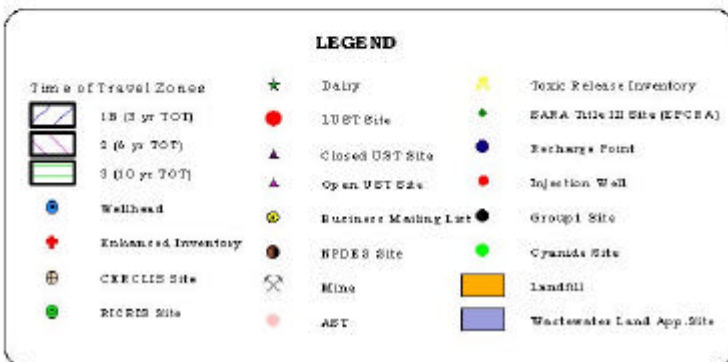 LEGEND
Time of Travel Zones
1B (3 yr TOT)
2 (6 yr TOT)
3 (10 yr TOT)
Wellhead
Enhanced Inventory
CERCLIS Site
RICRIS Site
Dairy
LUST Site
Closed UST Site
Open UST Site
Business Mailing List
NPDES Site
Mine
AST
Toxic Release Inventory
SARA Title III Site (EPCRA)
Recharge Point
Injection Well
Group1 Site
Cyanide Site
Landfill
Wastewater Land App. Site